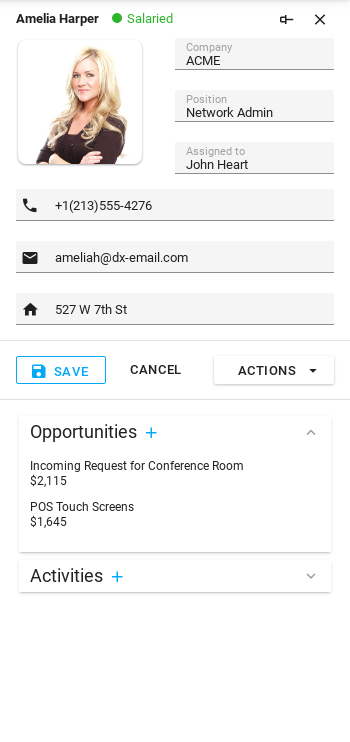 Amelia Harper
Salaried
Company
ACME
Position
Network Admin
Assigned to
John Heart
+1(213)555-4276
ameliah@dx-email.com
527 W 7th St
SAVE
CANCEL
ACTIONS
Opportunities +
Incoming Request for Conference Room
$2,115
POS Touch Screens
$1,645
Activities +